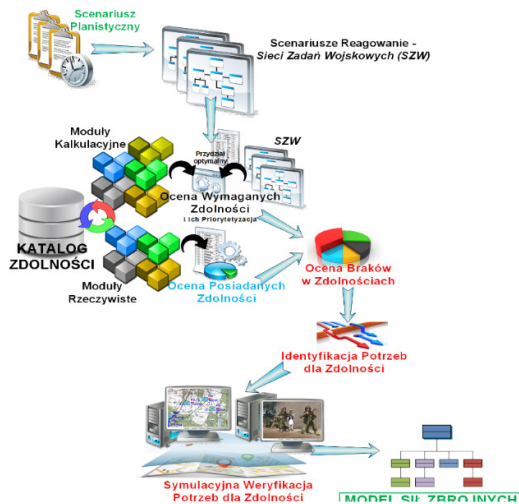 Scenariusz
Planistyczny
Scenariusze Reagowanie -
Sieci Zadań Wojskowych (SZW)
Moduły
Kalkulacyjne
Przydział
optymalny
SZW
Ocena Wymaganych
Zdolności
i ich Priorytetyzacja
KATALOG
ZDOLNOŚCI
Moduły
Rzeczywiste
Ocena Posiadanych
Zdolności
Ocena Braków
w Zdolnościach
Identyfikacja Potrzeb
dla Zdolności
Symulacyjna Weryfikacja
Potrzeb dla Zdolności
MODEL SIŁ ZBROJNYCH